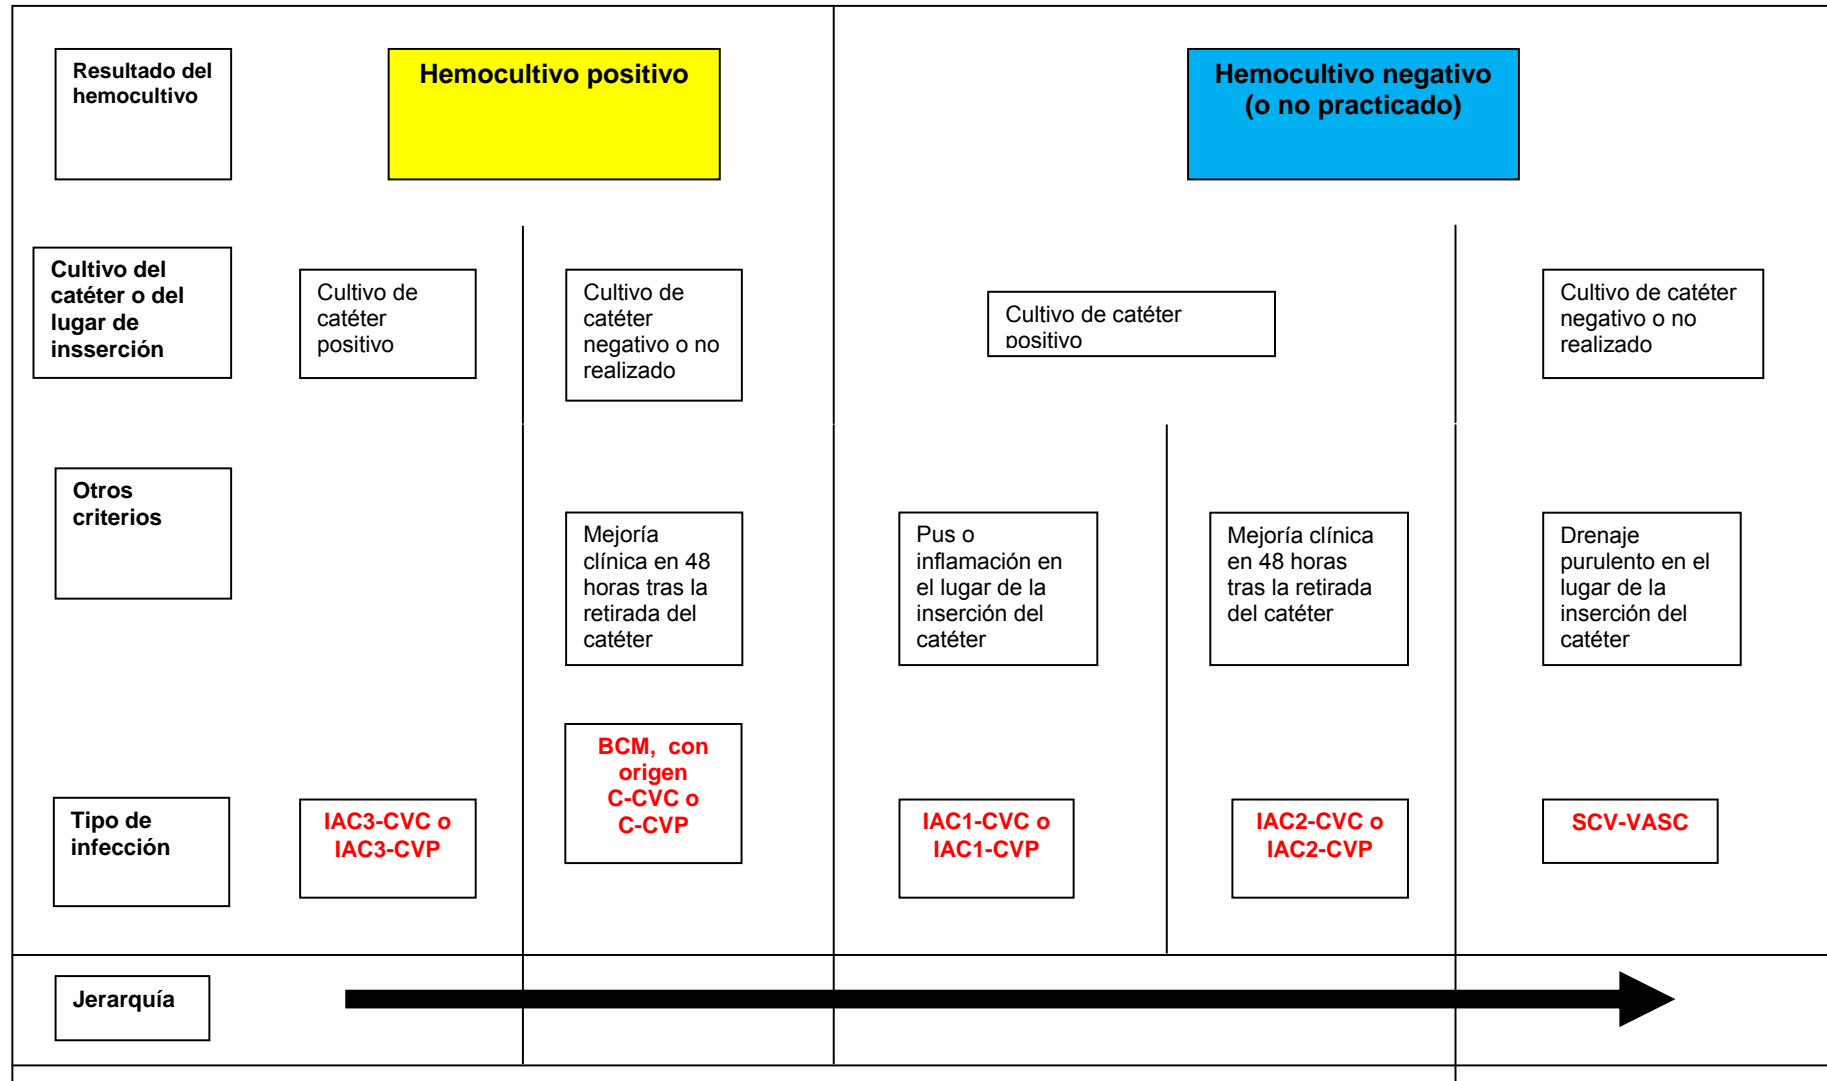 Resultado del
hemocultivo
Hemocultivo positivo
Hemocultivo negativo
(o no practicado)
Cultivo del
catéter o del
lugar de
insserción
Cultivo de
catéter
positivo
Cultivo de
catéter
negativo o no
realizado
Cultivo de catéter
positivo
Cultivo de catéter
negativo o no
realizado
Otros
criterios
Mejoría
clínica en 48
horas tras la
retirada del
catéter
Pus o
inflamación en
el lugar de la
inserción del
catéter
Mejoría clínica
en 48 horas
tras la retirada
del catéter
Drenaje
purulento en el
lugar de la
inserción del
catéter
Tipo de
infección
IAC3-CVC o
IAC3-CVP
BCM, con
origen
C-CVC o
C-CVP
IAC1-CVC o
IAC1-CVP
IAC2-CVC o
IAC2-CVP
SCV-VASC
Jerarquía